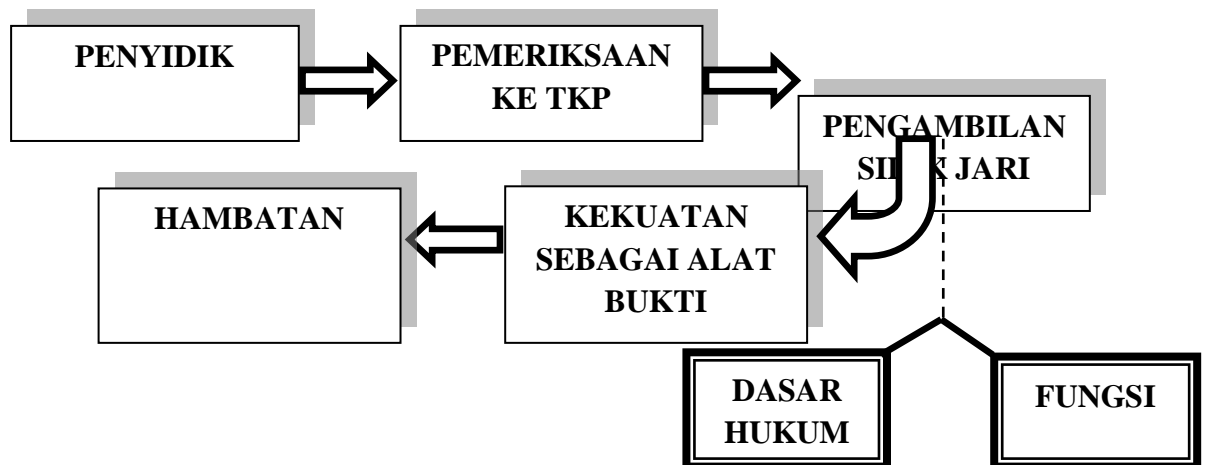 PENYIDIK
PEMERIKSAAN
KE TKP
PENGAMBILAN
JARI
HAMBATAN
KEKUATAN
SEBAGAI ALAT
BUKTI
DASAR
HUKUM
FUNGSI